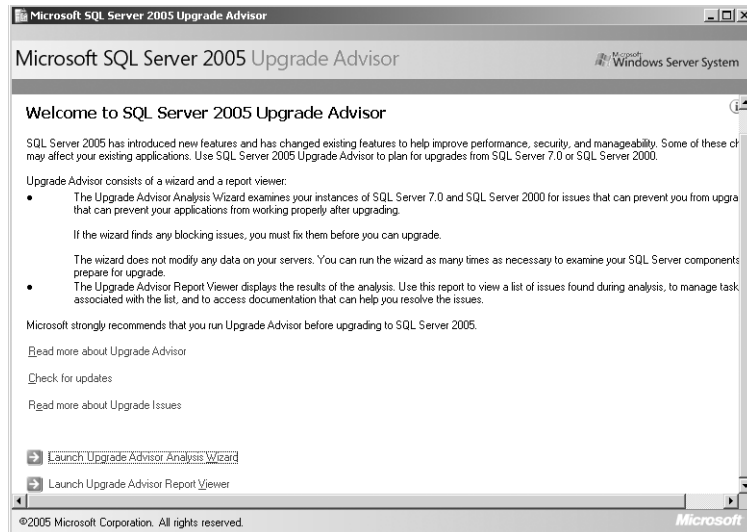 Microsoft SQL Server 2005 Upgrade Advisor
Microsoft SQL Server 2005 Upgrade Advisor
Microsoft
Windows Server System
Welcome to SQL Server 2005 Upgrade Advisor
SQL Server 2005 has introduced new features and has changed existing features to help improve performance, security, and manageability. Some of these ch
may affect your existing applications. Use SQL Server 2005 Upgrade Advisor to plan for upgrades from SQL Server 7.0 or SQL Server 2000.
Upgrade Advisor consists of a wizard and a report viewer:
● The Upgrade Advisor Analysis Wizard examines your instances of SQL Server 7.0 and SQL Server 2000 for issues that can prevent you from upgra
that can prevent your applications from working properly after upgrading.
If the wizard finds any blocking issues, you must fix them before you can upgrade.
The wizard does not modify any data on your servers. You can run the wizard as many times as necessary to examine your SQL Server components
prepare for upgrade.
● The Upgrade Advisor Report Viewer displays the results of the analysis. Use this report to view a list of issues found during analysis, to manage task
associated with the list, and to access documentation that can help you resolve the issues.
Microsoft strongly recommends that you run Upgrade Advisor before upgrading to SQL Server 2005.
Read more about Upgrade Advisor
Check for updates
Read more about Upgrade Issues
Launch Upgrade Advisor Analysis Wizard
Launch Upgrade Advisor Report Viewer
©2005 Microsoft Corporation. All rights reserved.
Microsoft